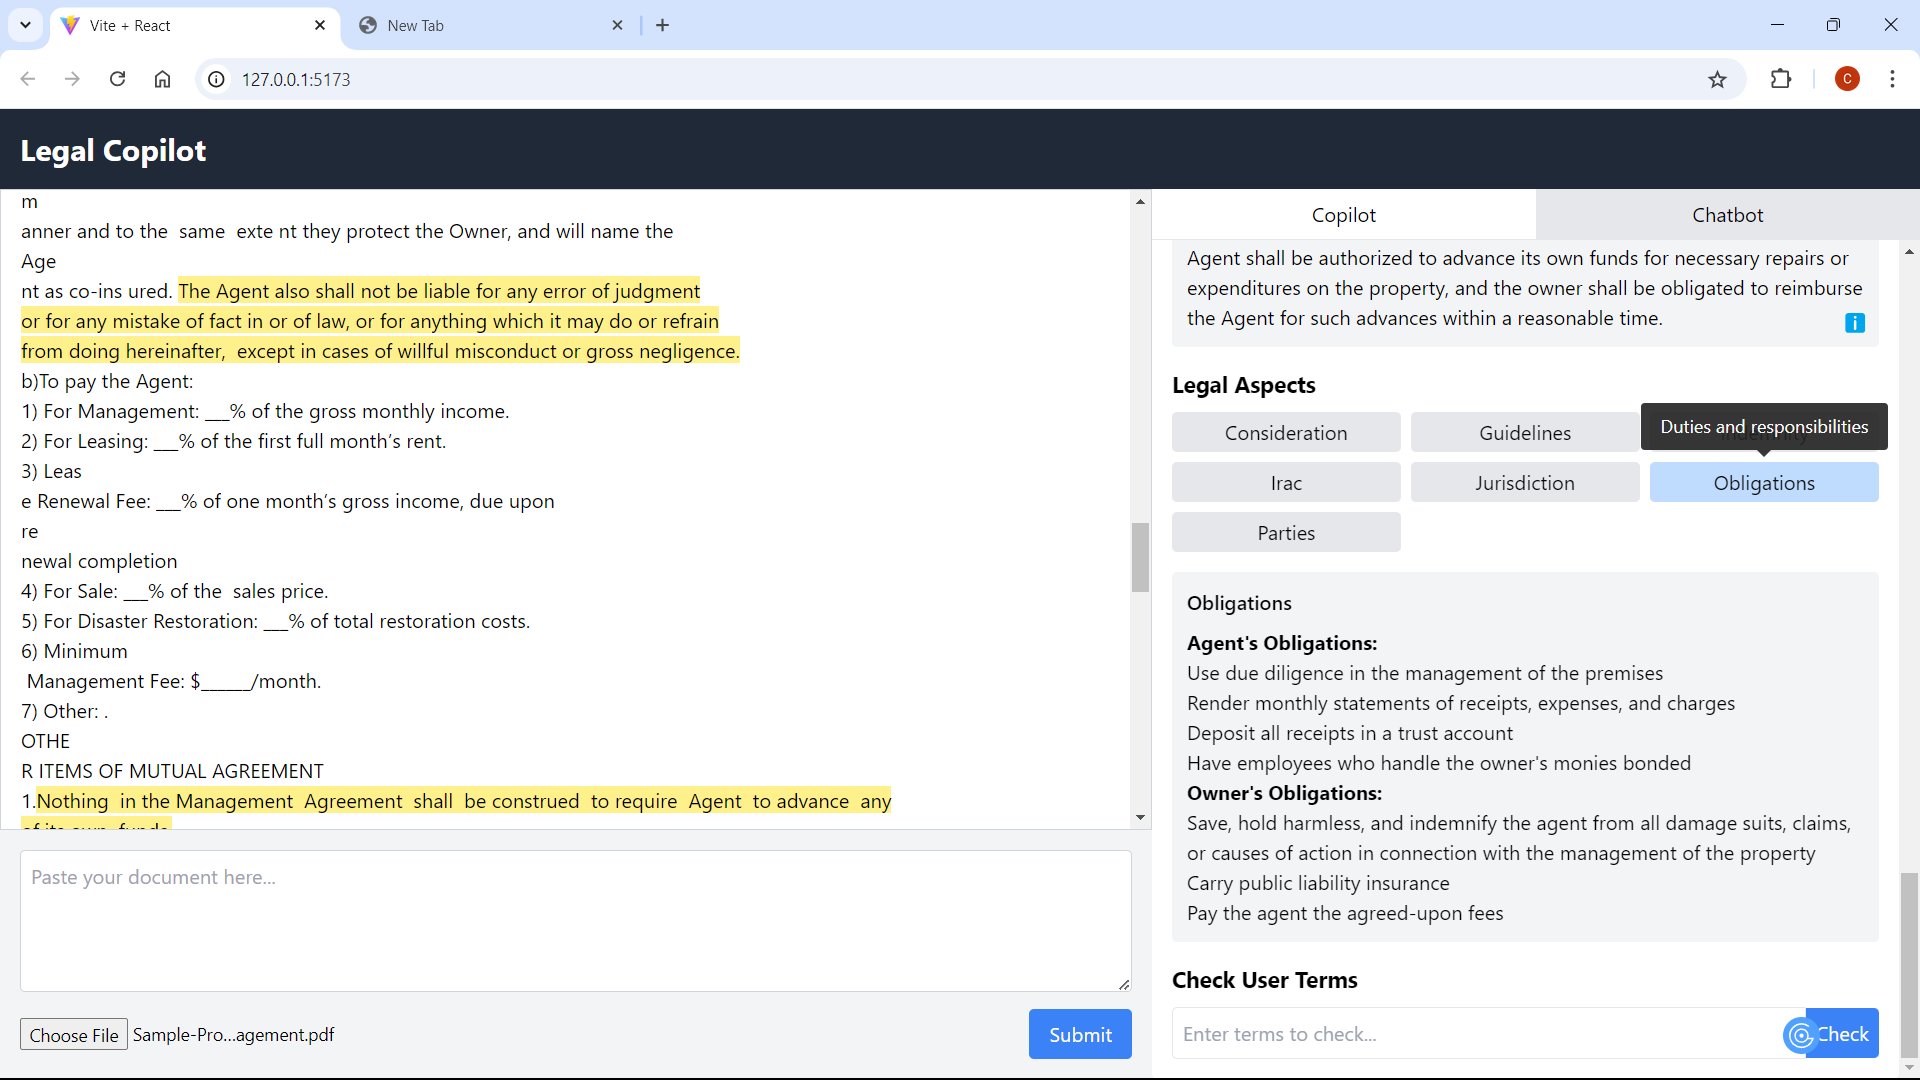 Vite + React
New Tab
127.0.0.1:5173
C
Legal Copilot
m
anner and to the same exte nt they protect the Owner, and will name the
Age
nt as co-ins ured. The Agent also shall not be liable for any error of judgment
or for any mistake of fact in or of law, or for anything which it may do or refrain
from doing hereinafter, except in cases of willful misconduct or gross negligence.
b)To pay the Agent:
1) For Management: ___% of the gross monthly income.
2) For Leasing: ___% of the first full month's rent.
3) Leas
e Renewal Fee: ___% of one month's gross income, due upon
re
newal completion
4) For Sale: ___% of the sales price.
5) For Disaster Restoration: ___% of total restoration costs.
6) Minimum
Management Fee: $______/month.
7) Other: .
OTHE
R ITEMS OF MUTUAL AGREEMENT
1.Nothing in the Management Agreement shall be construed to require Agent to advance any
of its own funds
Paste your document here...
Choose File Sample-Pro...agement.pdf
Submit
Copilot
Chatbot
Agent shall be authorized to advance its own funds for necessary repairs or
expenditures on the property, and the owner shall be obligated to reimburse
the Agent for such advances within a reasonable time.
i
Legal Aspects
Consideration
Guidelines
Indemnity
Duties and responsibilities
Irac
Jurisdiction
Obligations
Parties
Obligations
Agent's Obligations:
Use due diligence in the management of the premises
Render monthly statements of receipts, expenses, and charges
Deposit all receipts in a trust account
Have employees who handle the owner's monies bonded
Owner's Obligations:
Save, hold harmless, and indemnify the agent from all damage suits, claims,
or causes of action in connection with the management of the property
Carry public liability insurance
Pay the agent the agreed-upon fees
Check User Terms
Enter terms to check...
Check